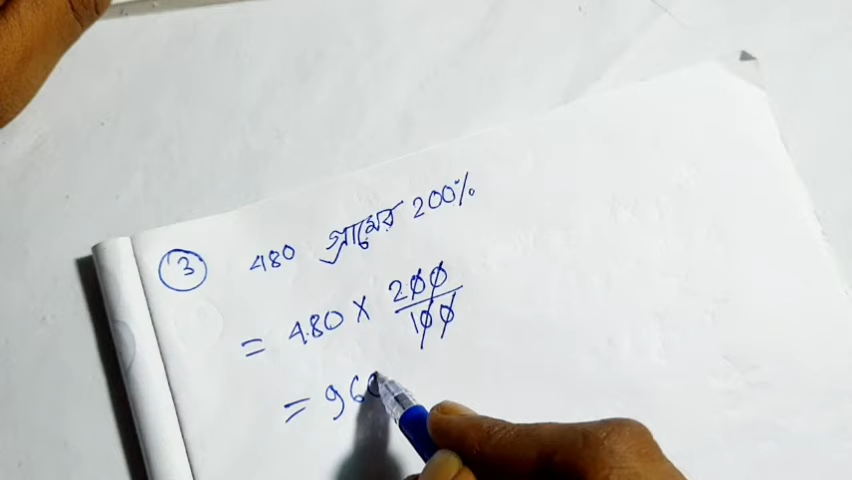 3 480 গ্রামের 200%
= 480 × 200/100
= 960